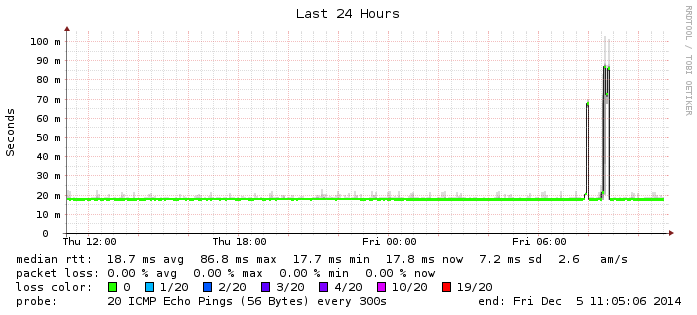 Last 24 Hours
RRDTOOL / TOBI OETIKER
Seconds
100 m
90 m
80 m
70 m
60 m
50 m
40 m
30 m
20 m
10 m
0
Thu 12:00 Thu 18:00 Fri 00:00 Fri 06:00
median rtt: 18.7 ms avg 86.8 ms max 17.7 ms min 17.8 ms now 7.2 ms sd 2.6 am/s
packet loss: 0.00 % avg 0.00 % max 0.00 % min 0.00 % now
loss color: 0 1/20 2/20 3/20 4/20 10/20 19/20
probe: 20 ICMP Echo Pings (56 Bytes) every 300s end: Fri Dec 5 11:05:06 2014